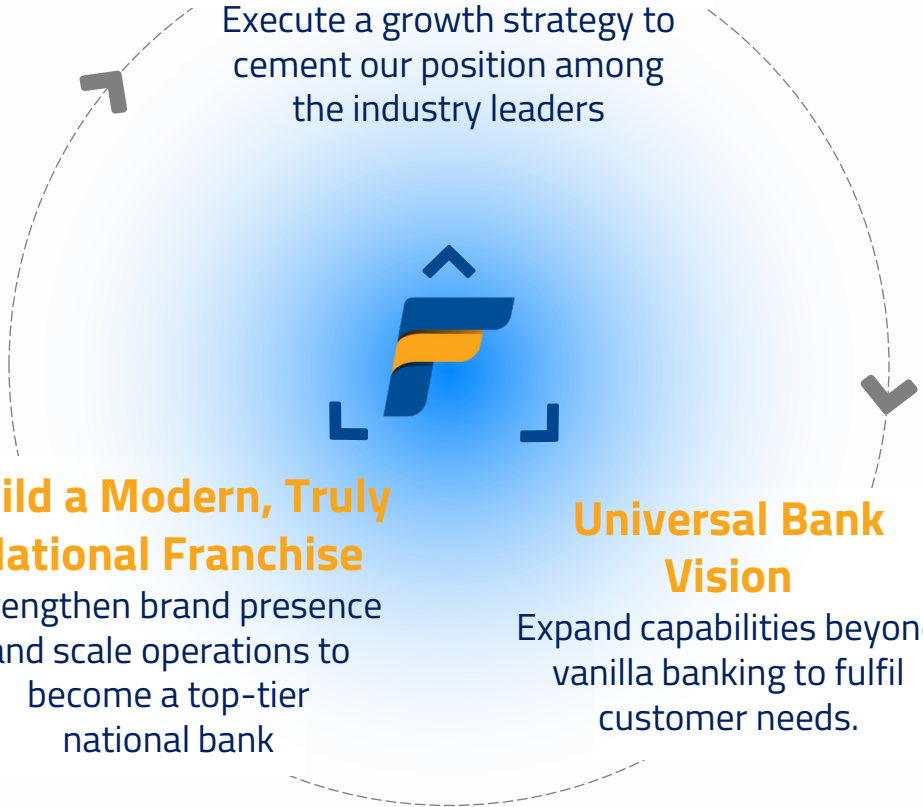 Execute a growth strategy to
cement our position among
the industry leaders
ild a Modern, Truly
ational Franchise
rengthen brand presence
and scale operations to
become a top-tier
national bank
Universal Bank
Vision
Expand capabilities beyon
vanilla banking to fulfil
customer needs.